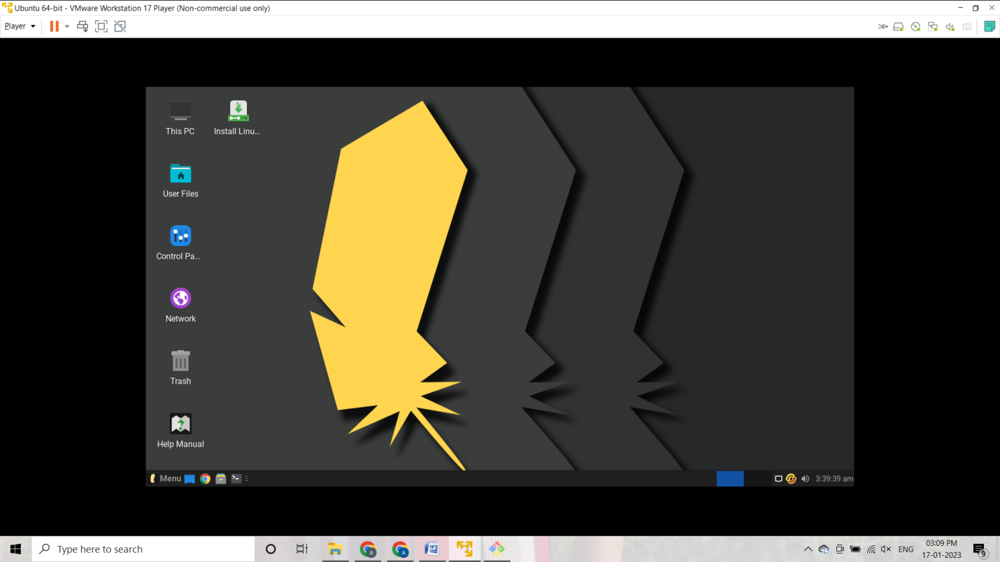 Ubuntu 64-bit - VMware Workstation 17 Player (Non-commercial use only)
Player
This PC
Install Linu...
User Files
Control Pa...
Network
Trash
Help Manual
Menu
3:39:39 am
Type here to search
ENG
03:09 PM
17-01-2023
9